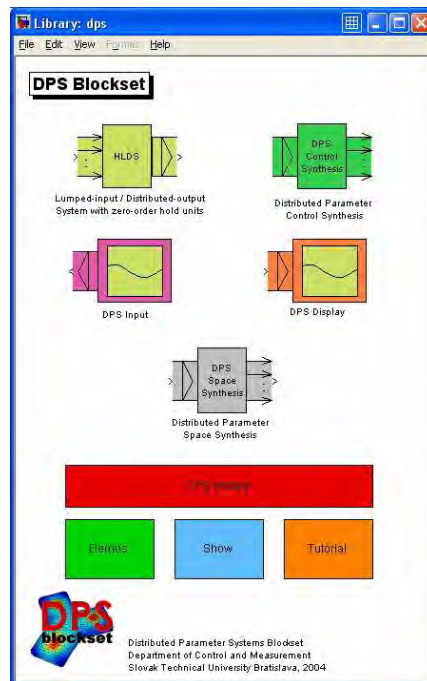 Library: dps
File Edit View Format Help
DPS Blockset
HLDS
DPS
Control
Synthesis
Lumped-input / Distributed-output
System with zero-order hold units
Distributed Parameter
Control Synthesis
DPS Input
DPS Display
DPS
Space
Synthesis
Distributed Parameter
Space Synthesis
DPS Wizard
Demos
Show
Tutorial
DPS
blockset
Distributed Parameter Systems Blockset
Department of Control and Measurement
Slovak Technical University Bratislava, 2004